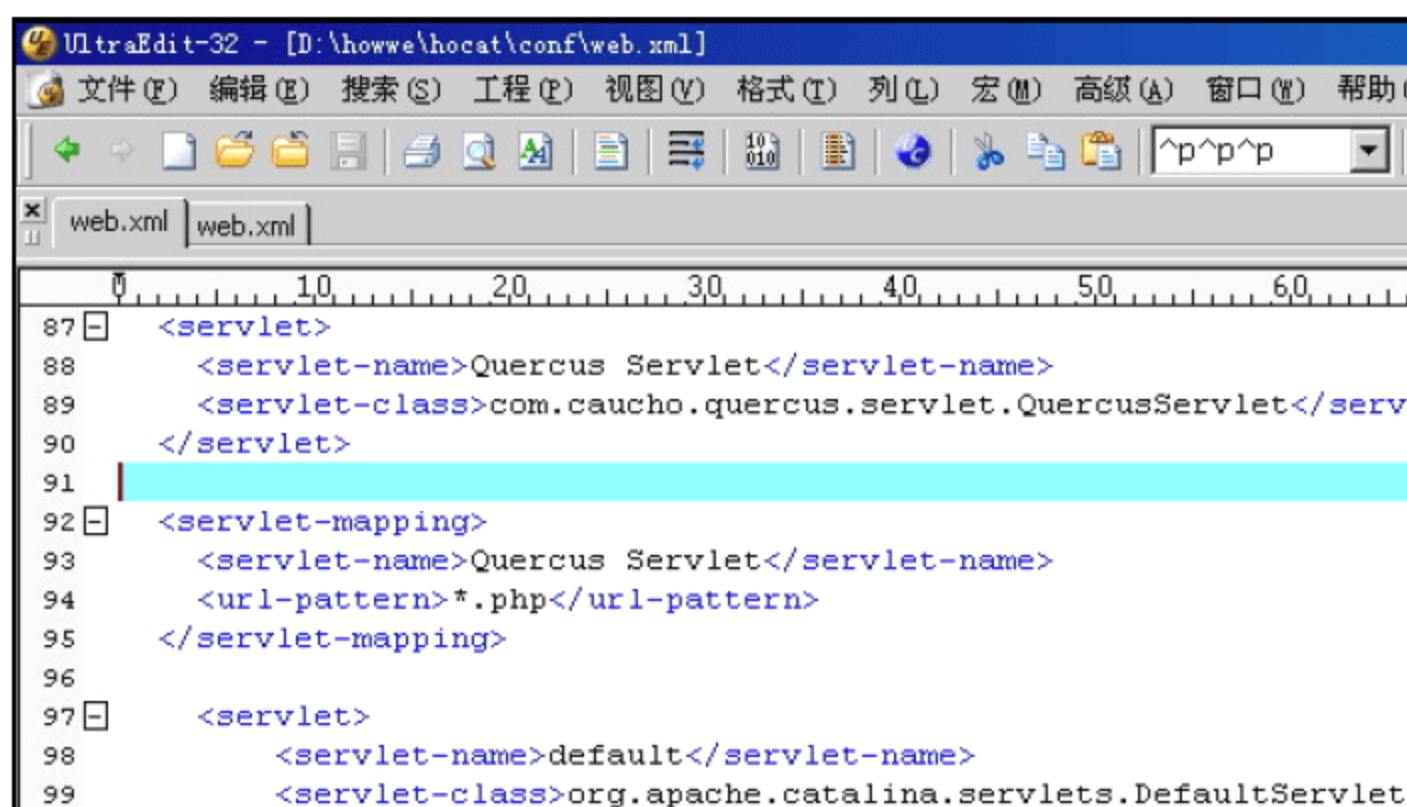 UltraEdit-32 - [D:\howwe\hocat\conf\web.xml]
文件(F) 编辑(E) 搜索(S) 工程(P) 视图(V) 格式(T) 列(L) 宏(M) 高级(A) 窗口(W) 帮助(
^p^p^p
web.xml web.xml
0 10 20 30 40 50 60
87 <servlet>
88 <servlet-name>Quercus Servlet</servlet-name>
89 <servlet-class>com.caucho.quercus.servlet.QuercusServlet</serv
90 </servlet>
91
92 <servlet-mapping>
93 <servlet-name>Quercus Servlet</servlet-name>
94 <url-pattern>*.php</url-pattern>
95 </servlet-mapping>
96
97 <servlet>
98 <servlet-name>default</servlet-name>
99 <servlet-class>org.apache.catalina.servlets.DefaultServlet